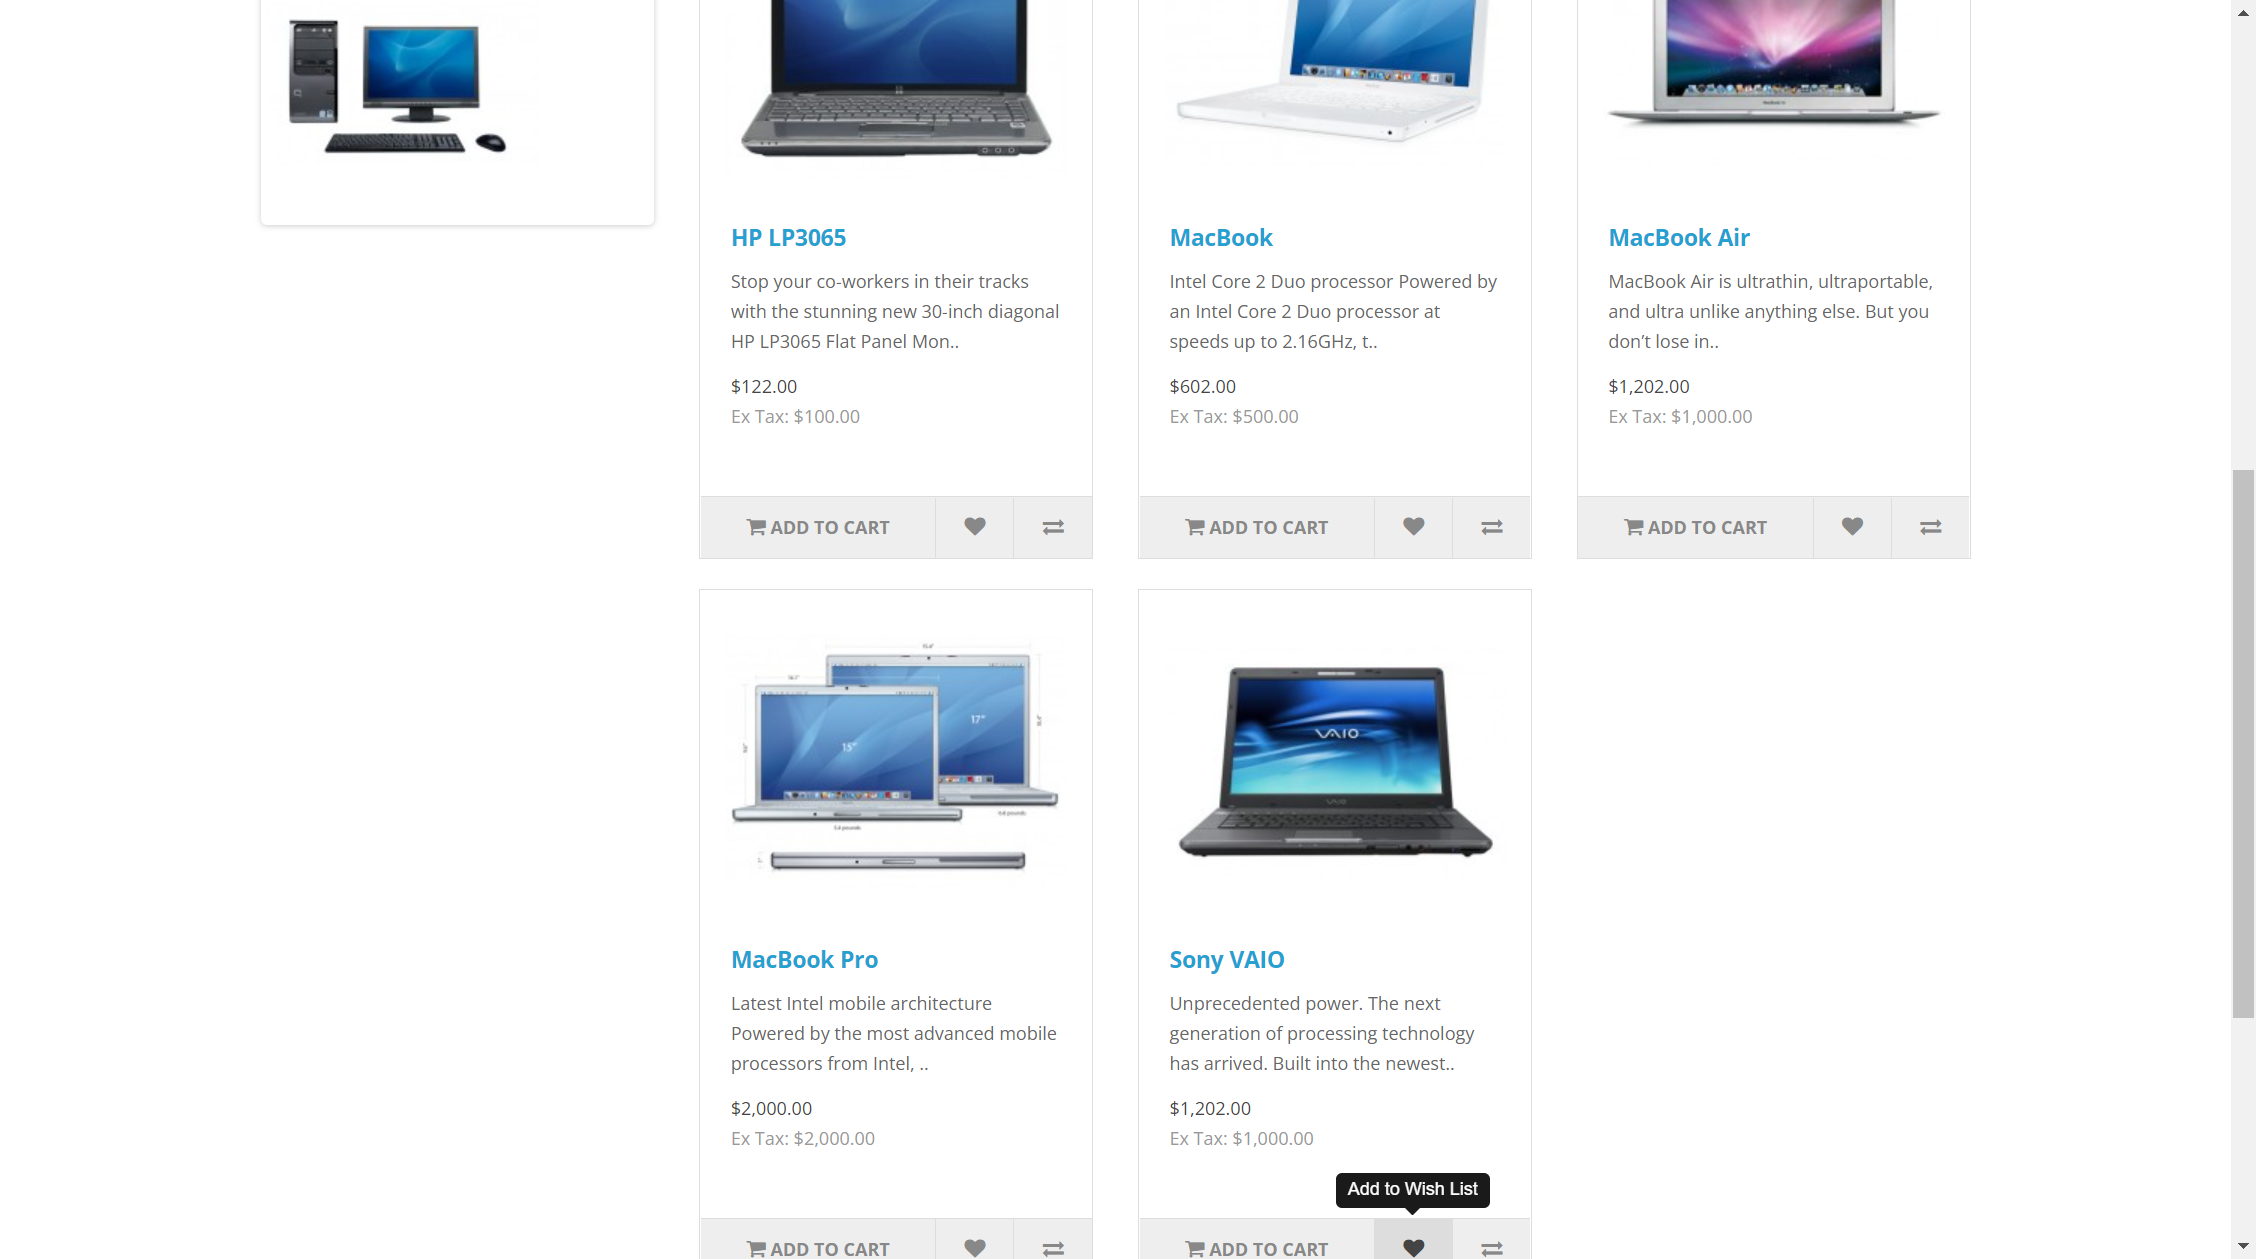 HP LP3065
Stop your co-workers in their tracks
with the stunning new 30-inch diagonal
HP LP3065 Flat Panel Mon..
$122.00
Ex Tax: $100.00
ADD TO CART
MacBook
Intel Core 2 Duo processor Powered by
an Intel Core 2 Duo processor at
speeds up to 2.16GHz, t..
$602.00
Ex Tax: $500.00
ADD TO CART
MacBook Air
MacBook Air is ultrathin, ultraportable,
and ultra unlike anything else. But you
don’t lose in..
$1,202.00
Ex Tax: $1,000.00
ADD TO CART
17"
15"
MacBook Pro
Latest Intel mobile architecture
Powered by the most advanced mobile
processors from Intel, ..
$2,000.00
Ex Tax: $2,000.00
ADD TO CART
VAIO
VAIO
Sony VAIO
Unprecedented power. The next
generation of processing technology
has arrived. Built into the newest..
$1,202.00
Ex Tax: $1,000.00
Add to Wish List
ADD TO CART